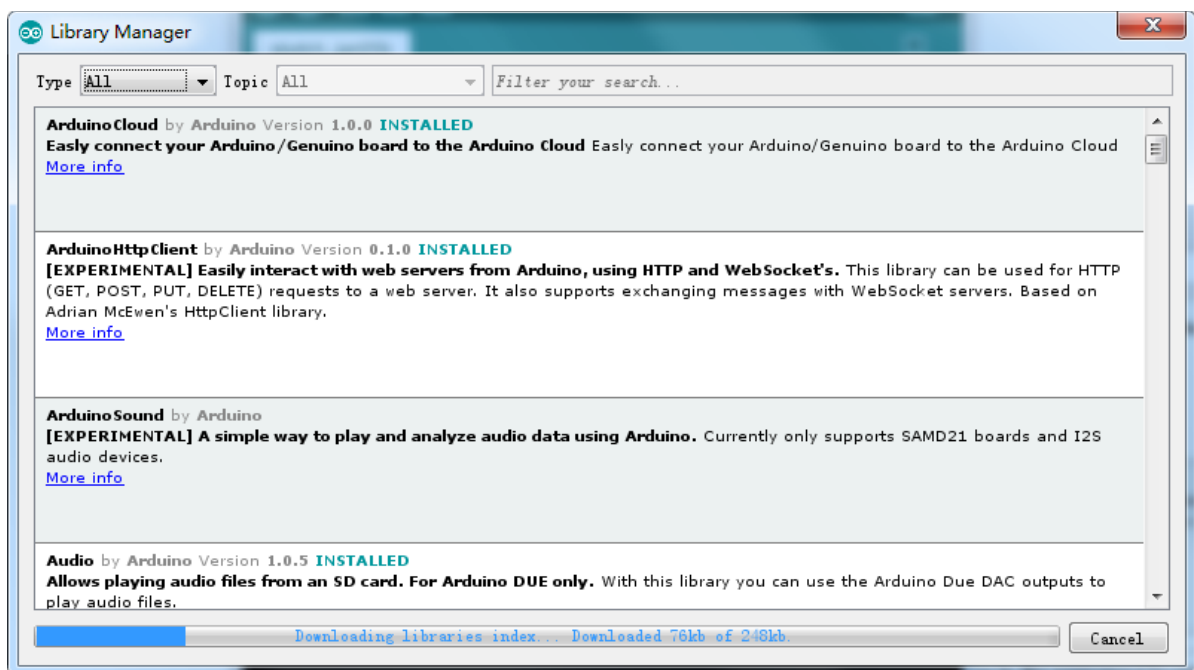 Library Manager
Type All Topic All Filter your search...
ArduinoCloud by Arduino Version 1.0.0 INSTALLED
Easly connect your Arduino/Genuino board to the Arduino Cloud Easly connect your Arduino/Genuino board to the Arduino Cloud
More info
ArduinoHttpClient by Arduino Version 0.1.0 INSTALLED
[EXPERIMENTAL] Easily interact with web servers from Arduino, using HTTP and WebSocket's. This library can be used for HTTP
(GET, POST, PUT, DELETE) requests to a web server. It also supports exchanging messages with WebSocket servers. Based on
Adrian McEwen's HttpClient library.
More info
ArduinoSound by Arduino
[EXPERIMENTAL] A simple way to play and analyze audio data using Arduino. Currently only supports SAMD21 boards and I2S
audio devices.
More info
Audio by Arduino Version 1.0.5 INSTALLED
Allows playing audio files from an SD card. For Arduino DUE only. With this library you can use the Arduino Due DAC outputs to
play audio files.
Downloading libraries index... Downloaded 76kb of 248kb.
Cancel